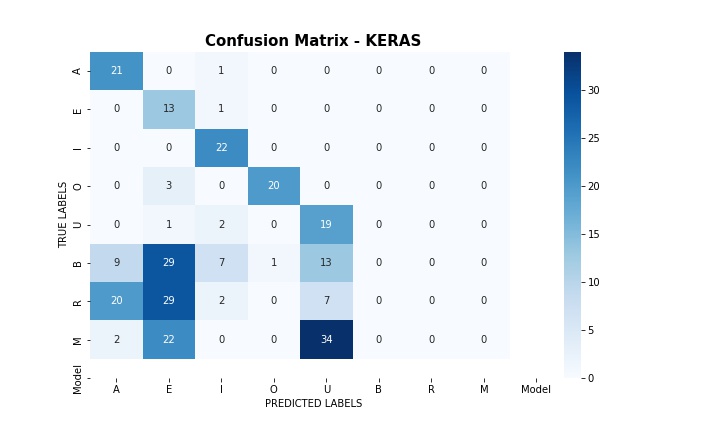 Confusion Matrix - KERAS
A 21 0 1 0 0 0 0 0
E 0 13 1 0 0 0 0 0
I 0 0 22 0 0 0 0 0
O 0 3 0 20 0 0 0 0
U 0 1 2 0 19 0 0 0
B 9 29 7 1 13 0 0 0
R 20 29 2 0 7 0 0 0
M 2 22 0 0 34 0 0 0
Model
A E I O U B R M Model
TRUE LABELS
PREDICTED LABELS
30
25
20
15
10
5
0